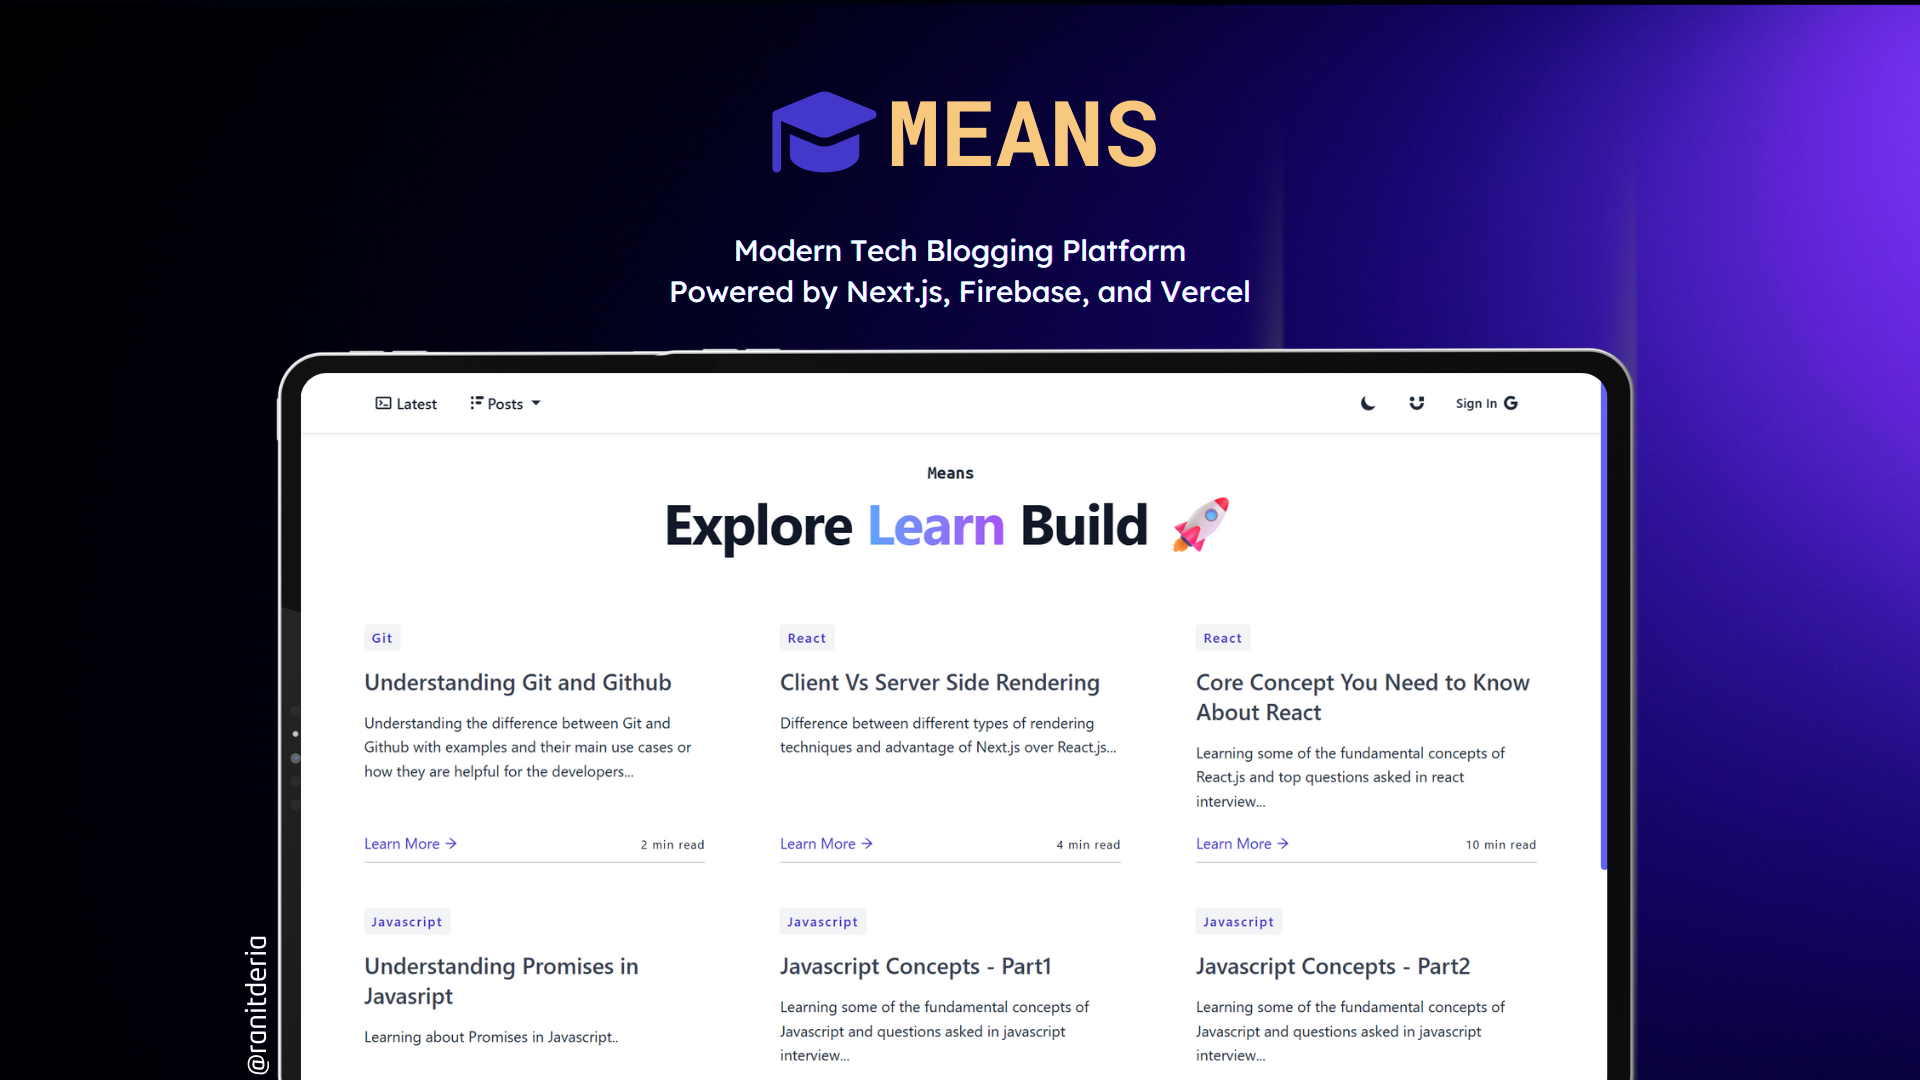 MEANS
Modern Tech Blogging Platform
Powered by Next.js, Firebase, and Vercel
Latest
Posts
Sign In G
Means
Explore Learn Build 🚀
Git
Understanding Git and Github
Understanding the difference between Git and
Github with examples and their main use cases or
how they are helpful for the developers...
Learn More →
2 min read
React
Client Vs Server Side Rendering
Difference between different types of rendering
techniques and advantage of Next.js over React.js...
Learn More →
4 min read
React
Core Concept You Need to Know
About React
Learning some of the fundamental concepts of
React.js and top questions asked in react
interview...
Learn More →
10 min read
Javascript
Understanding Promises in
Javasript
Learning about Promises in Javascript..
Javascript
Javascript Concepts - Part1
Learning some of the fundamental concepts of
Javascript and questions asked in javascript
interview...
Javascript
Javascript Concepts - Part2
Learning some of the fundamental concepts of
Javascript and questions asked in javascript
interview...
@ranitderia